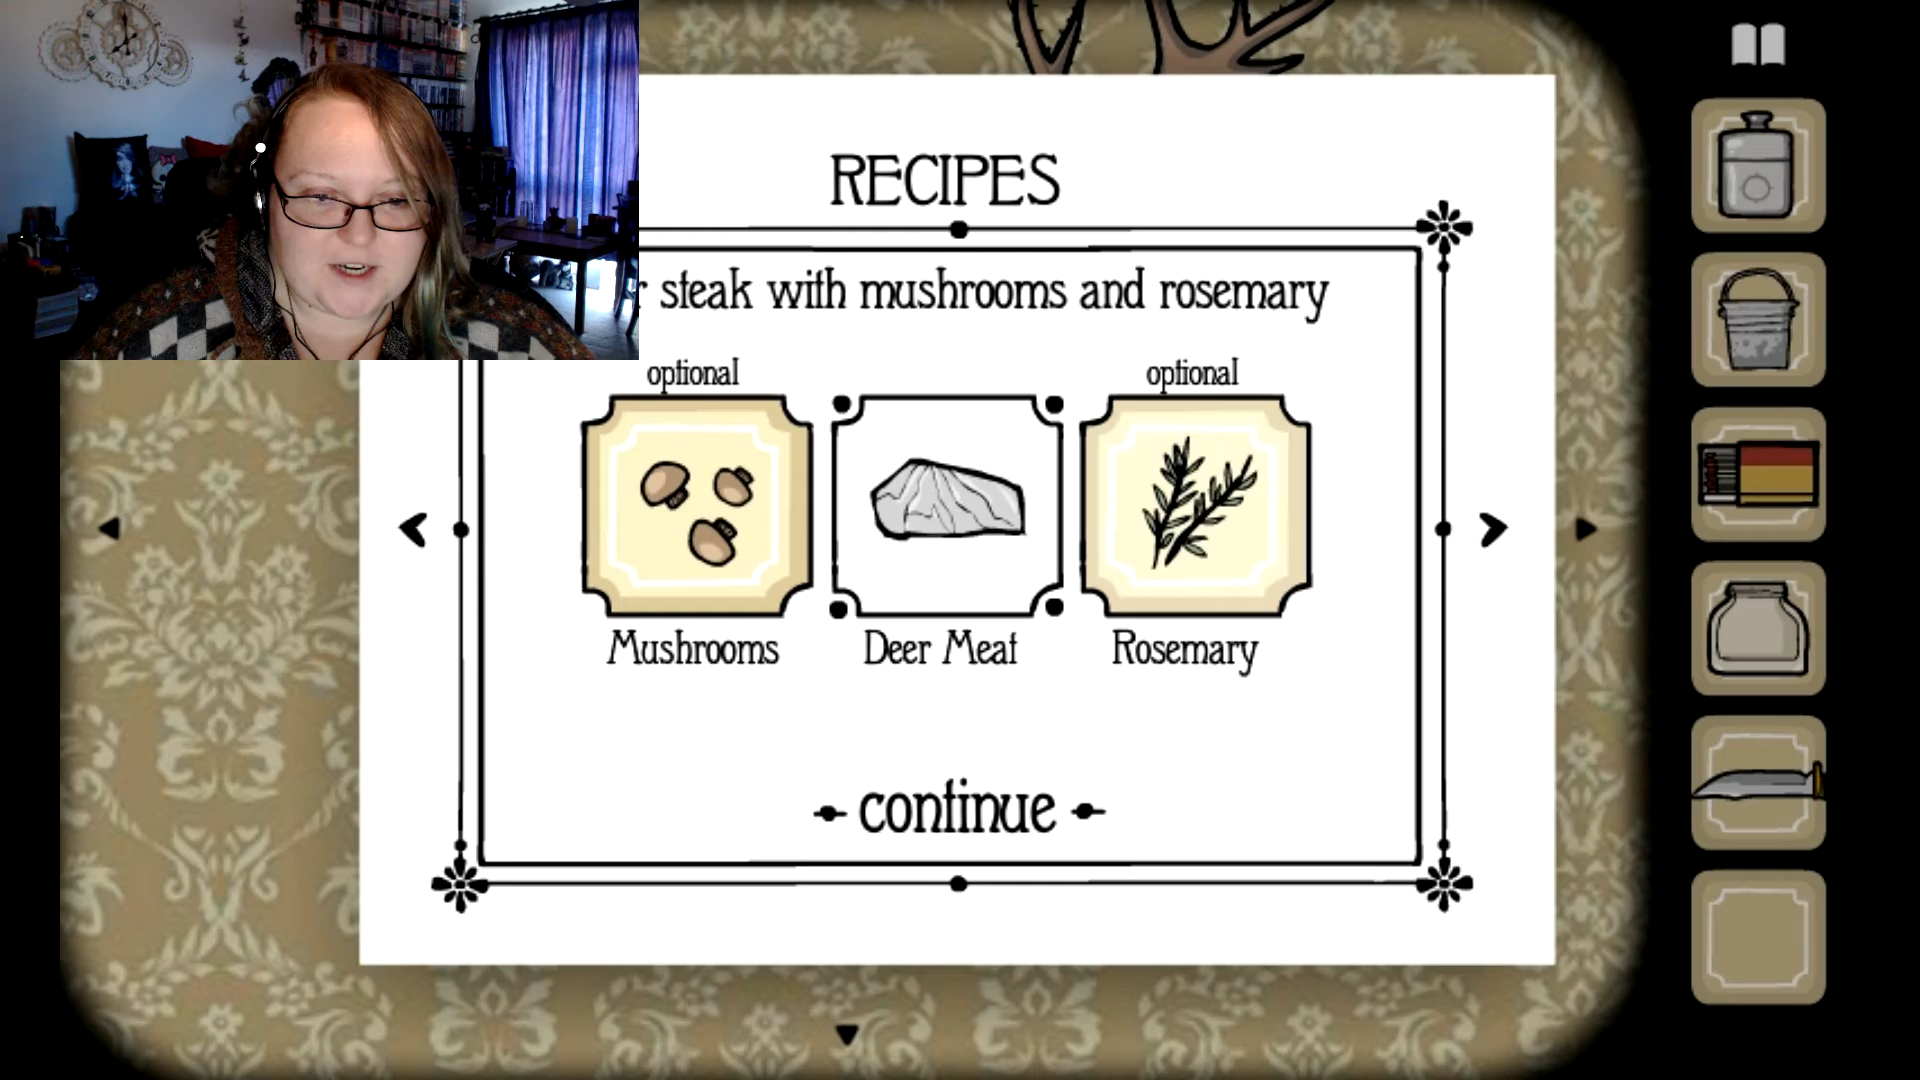 RECIPES
r steak with mushrooms and rosemary
optional
optional
Mushrooms
Deer Meat
Rosemary
continue